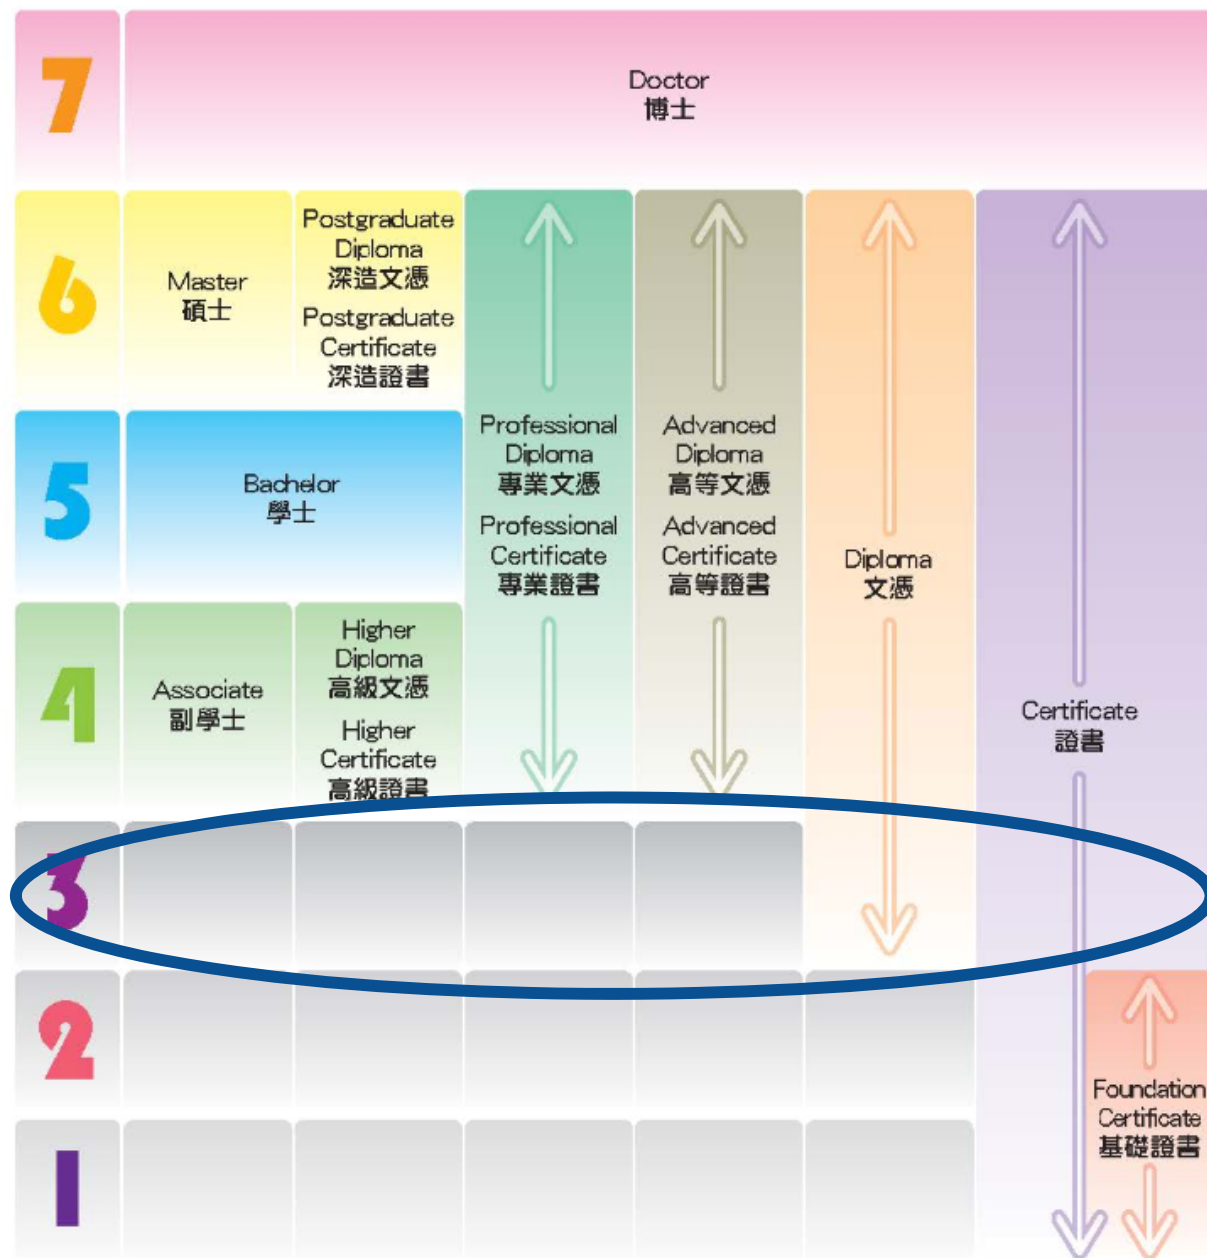 7
Doctor
博士
6
Master
碩士
Postgraduate
Diploma
深造文憑
Postgraduate
Certificate
深造證書
5
Bachelor
學士
Professional
Diploma
專業文憑
Professional
Certificate
專業證書
Advanced
Diploma
高等文憑
Advanced
Certificate
高等證書
Diploma
文憑
4
Associate
副學士
Higher
Diploma
高級文憑
Higher
Certificate
高級證書
Certificate
證書
3
2
Foundation
Certificate
基礎證書
1